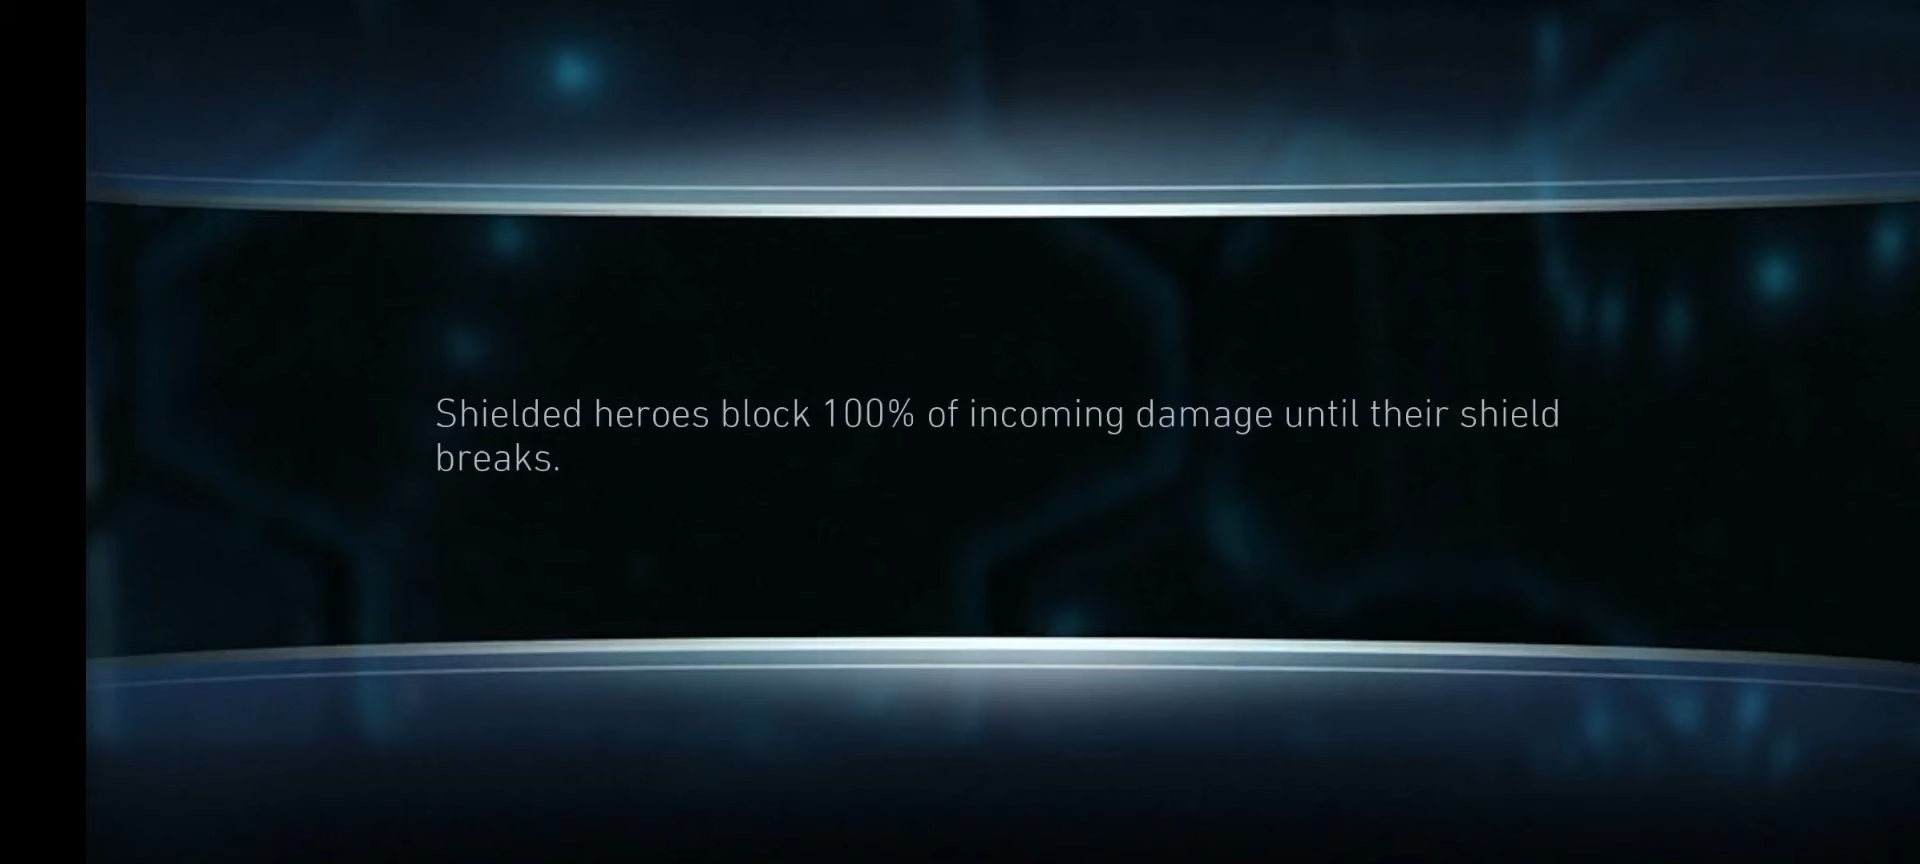 Shielded heroes block 100% of incoming damage until their shield
breaks.